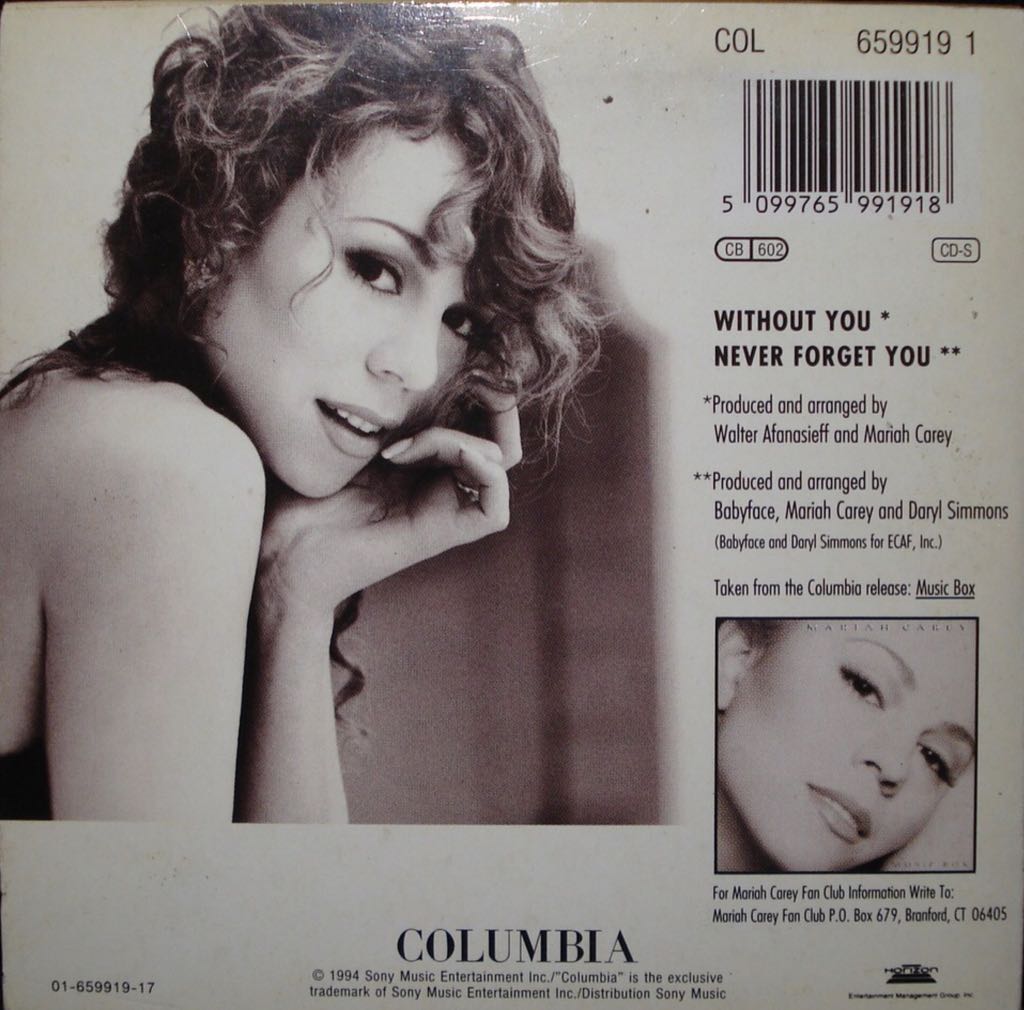 COL 659919 1
5 099765 991918
CB 602 CD-S
WITHOUT YOU *
NEVER FORGET YOU **
*Produced and arranged by
Walter Afanasieff and Mariah Carey
**Produced and arranged by
Babyface, Mariah Carey and Daryl Simmons
(Babyface and Daryl Simmons for ECAF, Inc.)
Taken from the Columbia release: Music Box
MARIAH CAREY
MUSIC BOX
For Mariah Carey Fan Club Information Write To:
Mariah Carey Fan Club P.O. Box 679, Branford, CT 06405
COLUMBIA
© 1994 Sony Music Entertainment Inc./"Columbia" is the exclusive
trademark of Sony Music Entertainment Inc./Distribution Sony Music
01-659919-17
HORIZON
Entertainment Management Group, Inc.